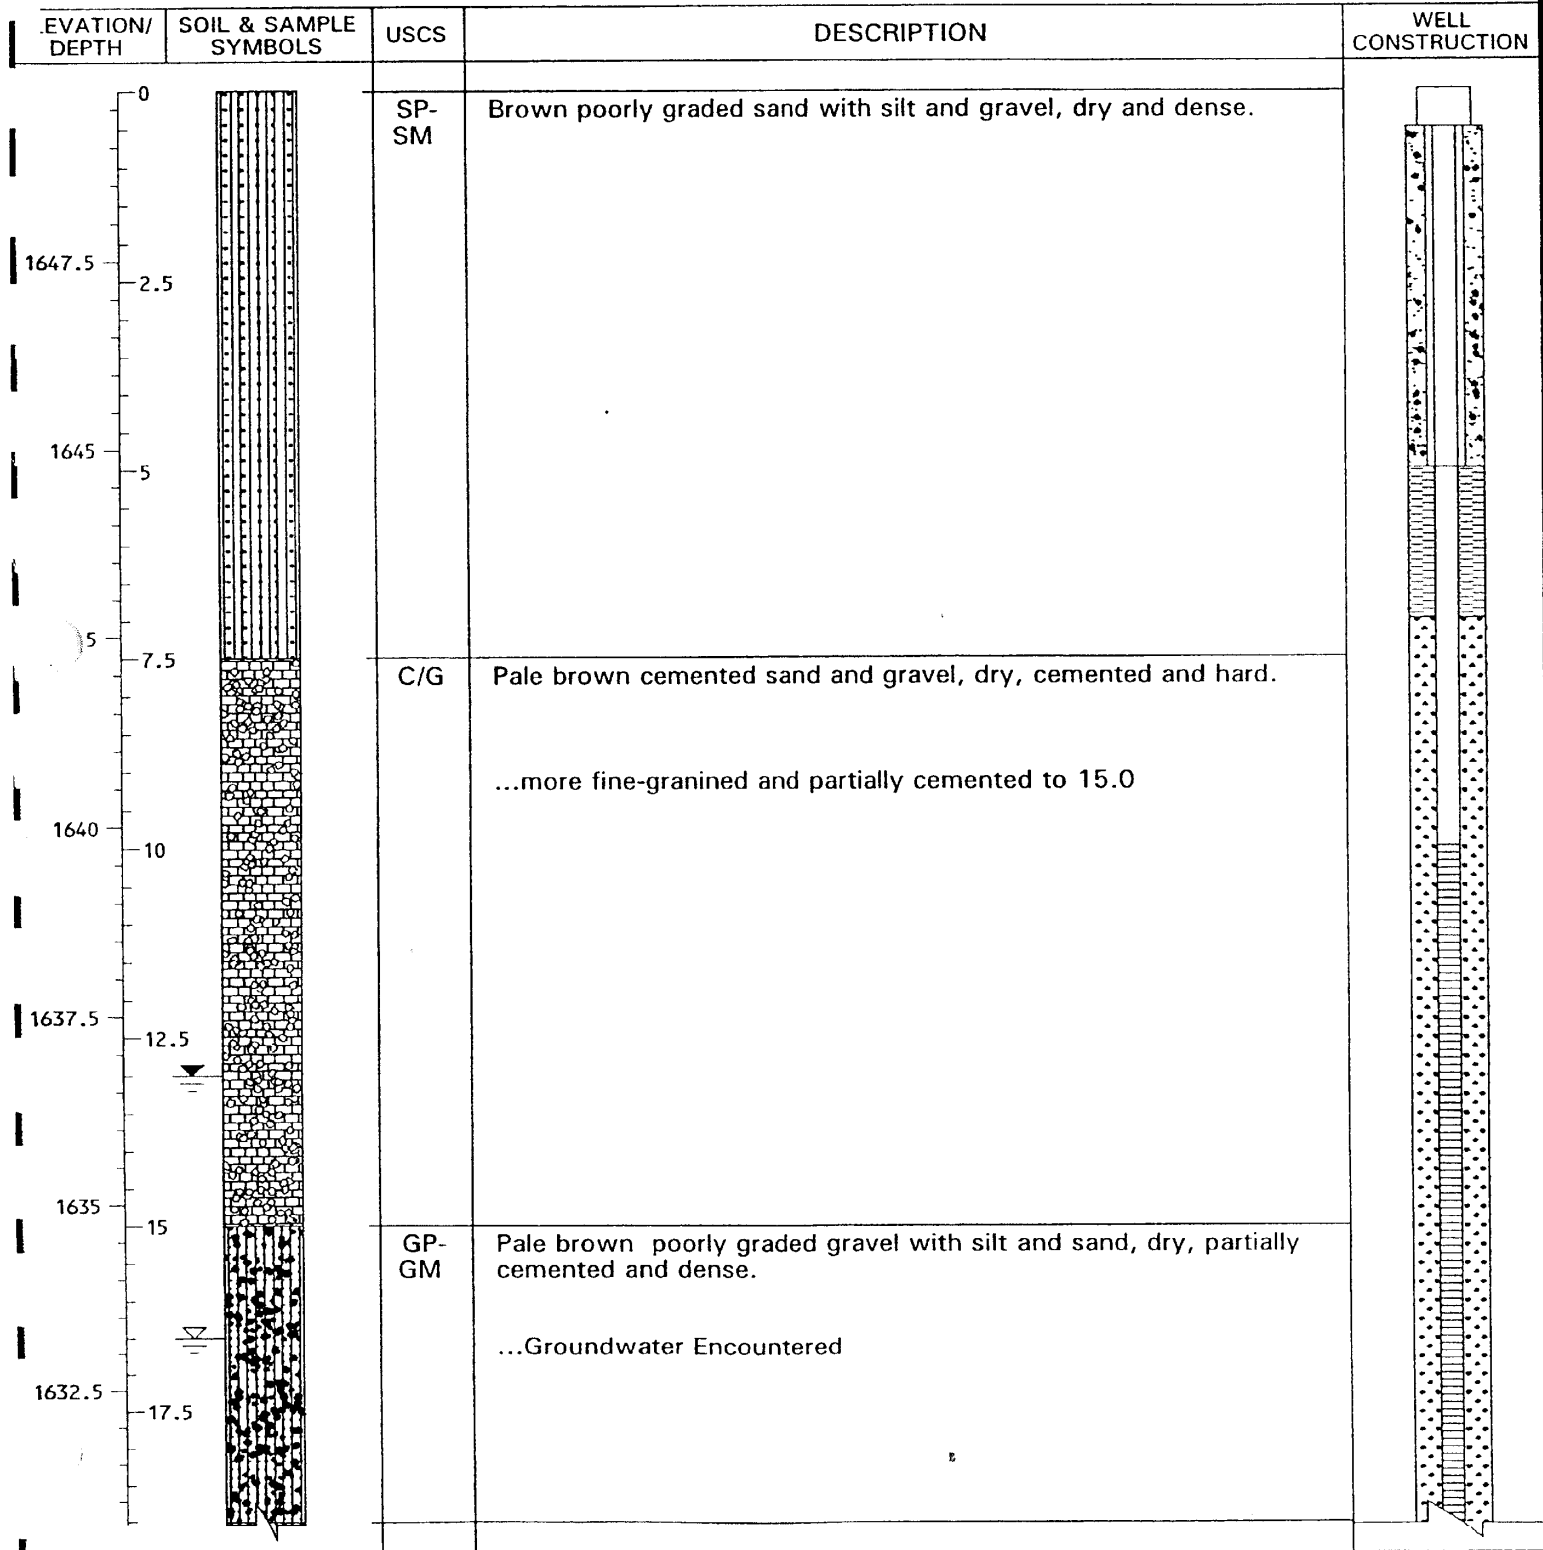 .EVATION/
DEPTH
SOIL & SAMPLE
SYMBOLS
USCS
DESCRIPTION
WELL
CONSTRUCTION
0
SP-
SM
Brown poorly graded sand with silt and gravel, dry and dense.
1647.5
2.5
1645
5
5
7.5
C/G
Pale brown cemented sand and gravel, dry, cemented and hard.
...more fine-granined and partially cemented to 15.0
1640
10
1637.5
12.5
1635
15
GP-
GM
Pale brown poorly graded gravel with silt and sand, dry, partially
cemented and dense.
...Groundwater Encountered
1632.5
17.5